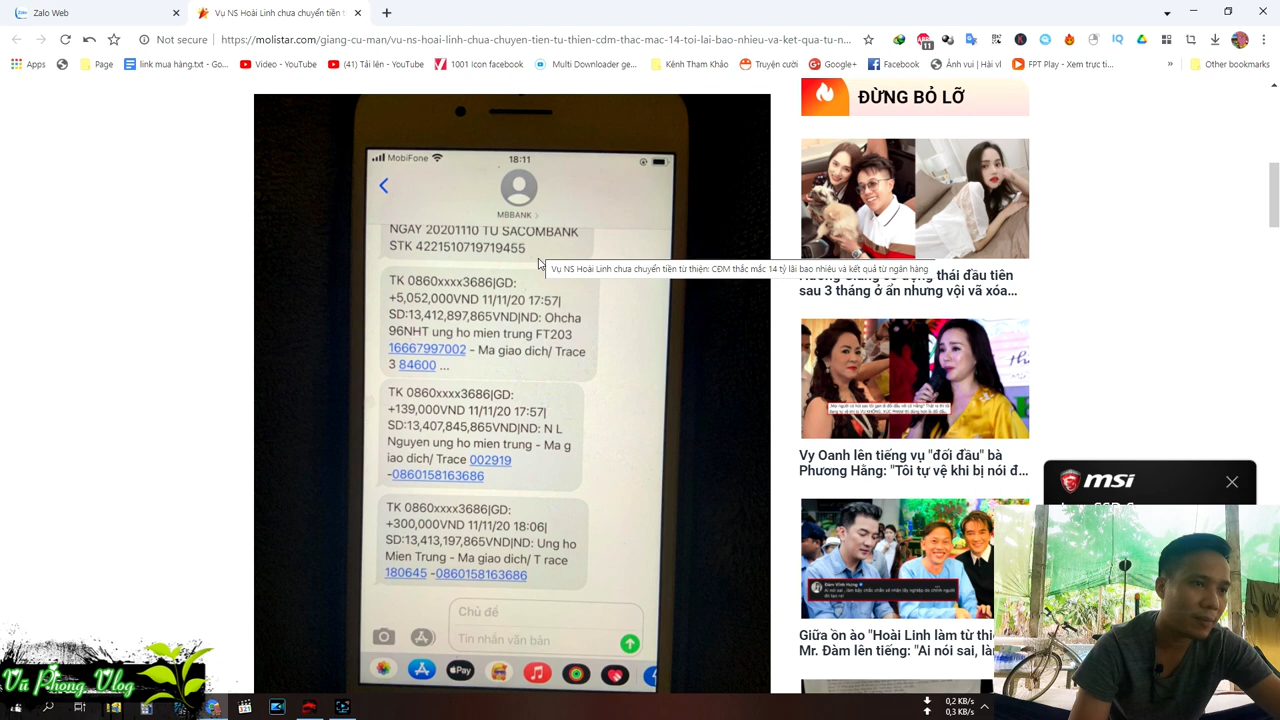 Zalo Web
Vụ NS Hoài Linh chưa chuyển tiền t
Not secure
https://molistar.com/giang-cu-man/vu-ns-hoai-linh-chua-chuyen-tien-tu-thien-cdm-thac-mac-14-toi-lai-bao-nhieu-va-ket-qua-tu-n...
11
Apps
Page
link mua hàng.txt - Go...
Video - YouTube
(41) Tải lên - YouTube
1001 Icon facebook
Multi Downloader ge...
Kênh Tham Khảo
Truyện cười
Google+
Facebook
Ảnh vui | Hài vl
FPT Play - Xem trực ti...
»
Other bookmarks
ĐỪNG BỎ LỠ
MobiFone
18:11
MBBANK
NGAY 20201110 TU SACOMBANK
STK 4221510719719455
TK 0860xxxx3686|GD:
+5,052,000VND 11/11/20 17:57|
SD:13,412,897,865VND|ND: Ohcha
96NHT ung ho mien trung FT203
16667997002 - Ma giao dich/ Trace
3 84600 ...
TK 0860xxxx3686|GD:
+139,000VND 11/11/20 17:57|
SD:13,407,845,865VND|ND: N L
Nguyen ung ho mien trung - Ma g
iao dich/ Trace 002919
-0860158163686
TK 0860xxxx3686|GD:
+300,000VND 11/11/20 18:06|
SD:13,413,197,865VND|ND: Ung ho
Mien Trung - Ma giao dich/ T race
180645 -0860158163686
Chủ đề
Tin nhắn văn bản
Pay
Vụ NS Hoài Linh chưa chuyển tiền từ thiện: CĐM thắc mắc 14 tỷ lãi bao nhiêu và kết quả từ ngân hàng
thái đầu tiên
sau 3 tháng ở ẩn nhưng vội vã xóa...
Vy Oanh lên tiếng vụ "đối đầu" bà
Phương Hằng: "Tôi tự vệ khi bị nói đ...
Đàm Vĩnh Hưng
Giữa ồn ào "Hoài Linh làm từ thi
Mr. Đàm lên tiếng: "Ai nói sai, là
msi
Vũ Phong Vlog
0,2 KB/s
0,3 KB/s